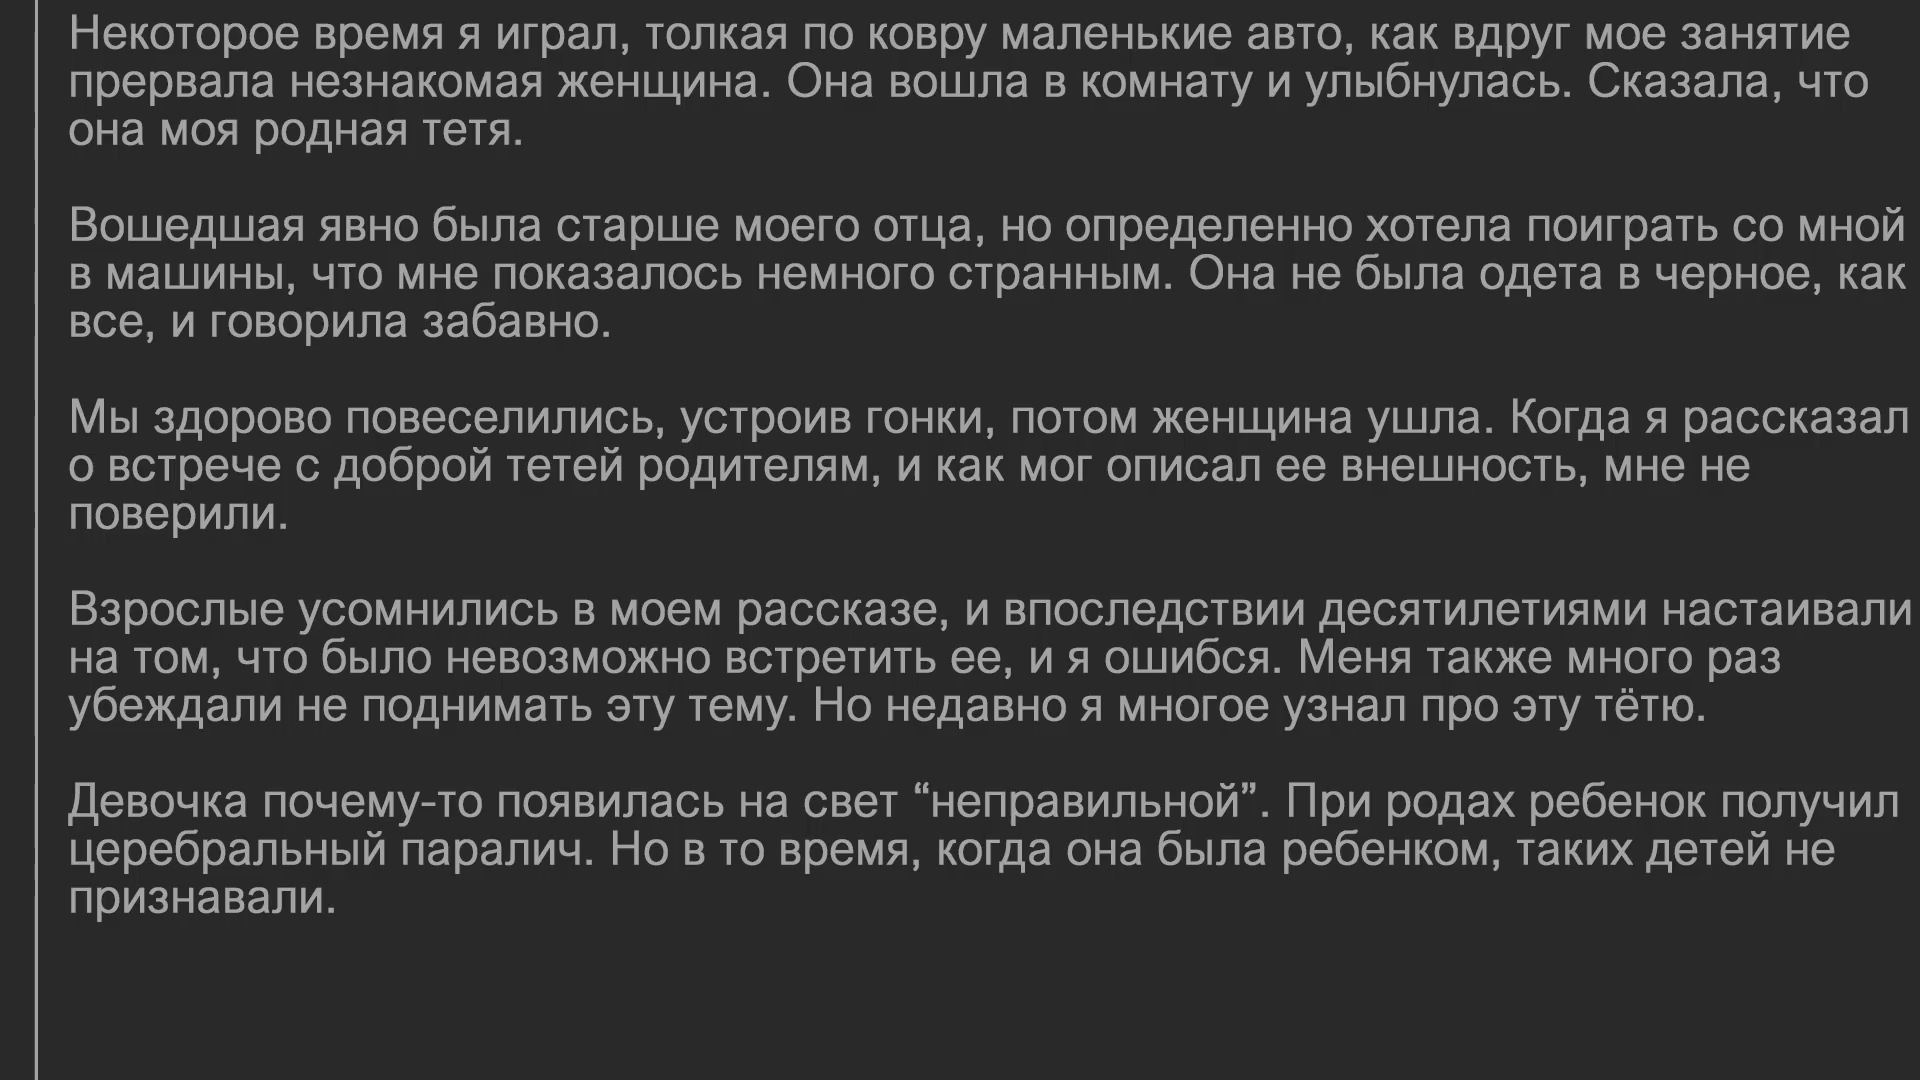 Некоторое время я играл, толкая по ковру маленькие авто, как вдруг мое занятие
прервала незнакомая женщина. Она вошла в комнату и улыбнулась. Сказала, что
она моя родная тетя.
Вошедшая явно была старше моего отца, но определенно хотела поиграть со мной
в машины, что мне показалось немного странным. Она не была одета в черное, как
все, и говорила забавно.
Мы здорово повеселились, устроив гонки, потом женщина ушла. Когда я рассказал
о встрече с доброй тетей родителям, и как мог описал ее внешность, мне не
поверили.
Взрослые усомнились в моем рассказе, и впоследствии десятилетиями настаивали
на том, что было невозможно встретить ее, и я ошибся. Меня также много раз
убеждали не поднимать эту тему. Но недавно я многое узнал про эту тётю.
Девочка почему-то появилась на свет “неправильной”. При родах ребенок получил
церебральный паралич. Но в то время, когда она была ребенком, таких детей не
признавали.